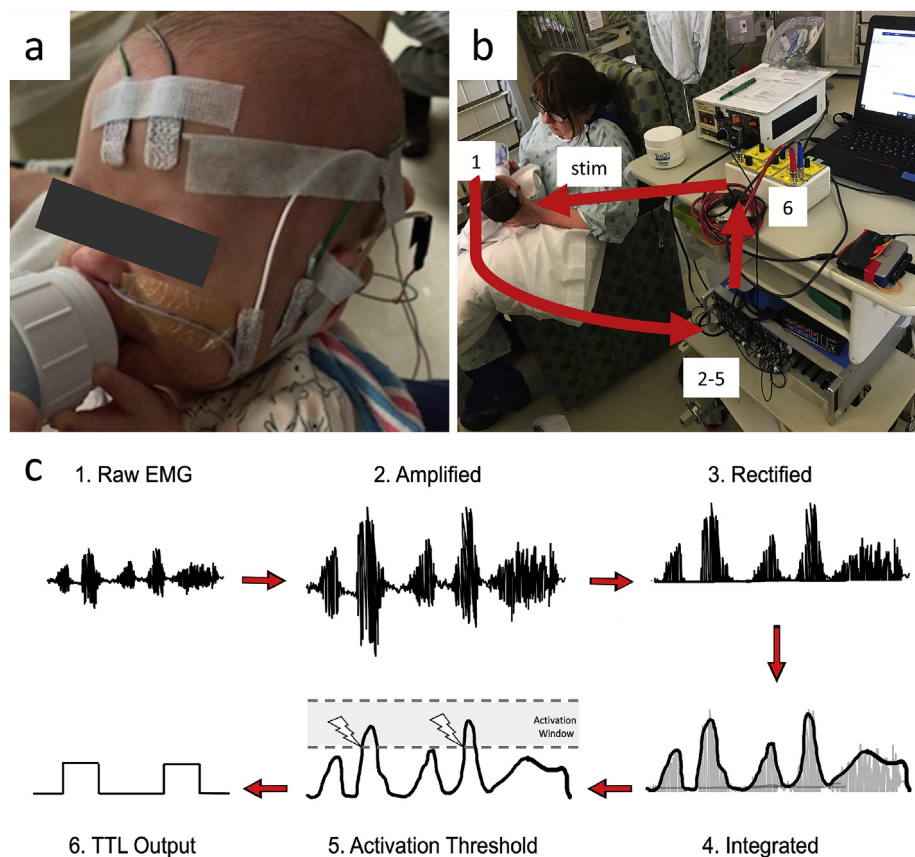 a
b
1
stim
6
2-5
c
1. Raw EMG
2. Amplified
3. Rectified
Activation
Window
6. TTL Output
5. Activation Threshold
4. Integrated